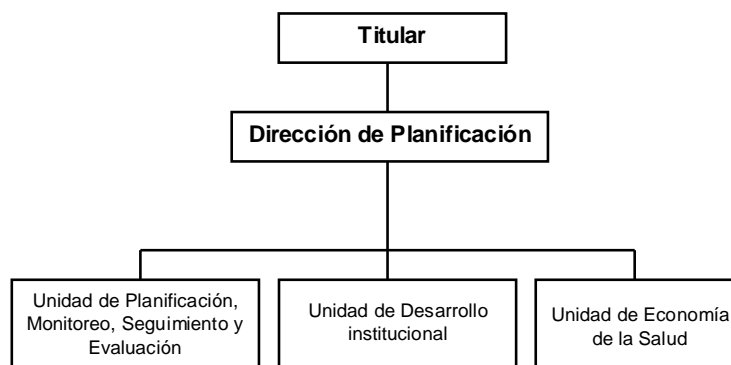 Titular
Dirección de Planificación
Unidad de Planificación,
Monitoreo, Seguimiento y
Evaluación
Unidad de Desarrollo
institucional
Unidad de Economía
de la Salud